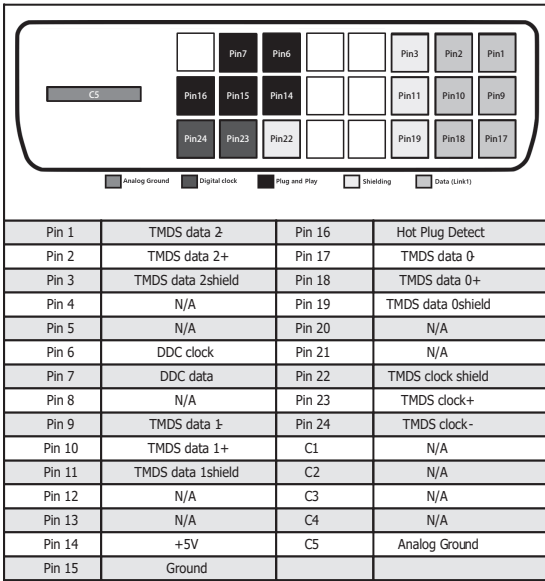 Pin7 Pin6 Pin3 Pin2 Pin1
C5 Pin16 Pin15 Pin14 Pin11 Pin10 Pin9
Pin24 Pin23 Pin22 Pin19 Pin18 Pin17
Analog Ground Digital clock Plug and Play Shielding Data (Link1)
Pin 1 TMDS data 2- Pin 16 Hot Plug Detect
Pin 2 TMDS data 2+ Pin 17 TMDS data 0-
Pin 3 TMDS data 2shield Pin 18 TMDS data 0+
Pin 4 N/A Pin 19 TMDS data 0shield
Pin 5 N/A Pin 20 N/A
Pin 6 DDC clock Pin 21 N/A
Pin 7 DDC data Pin 22 TMDS clock shield
Pin 8 N/A Pin 23 TMDS clock+
Pin 9 TMDS data 1- Pin 24 TMDS clock-
Pin 10 TMDS data 1+ C1 N/A
Pin 11 TMDS data 1shield C2 N/A
Pin 12 N/A C3 N/A
Pin 13 N/A C4 N/A
Pin 14 +5V C5 Analog Ground
Pin 15 Ground